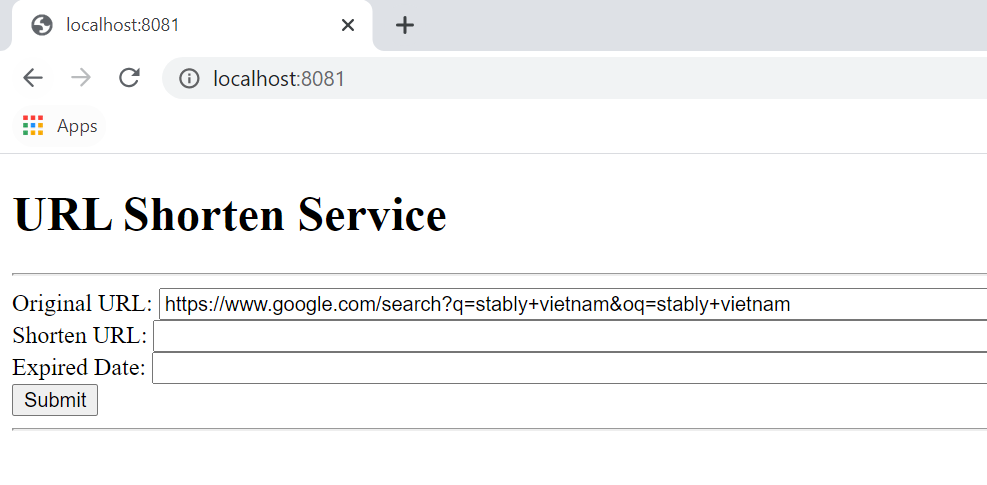 localhost:8081
localhost:8081
Apps
URL Shorten Service
Original URL: https://www.google.com/search?q=stably+vietnam&oq=stably+vietnam
Shorten URL:
Expired Date:
Submit